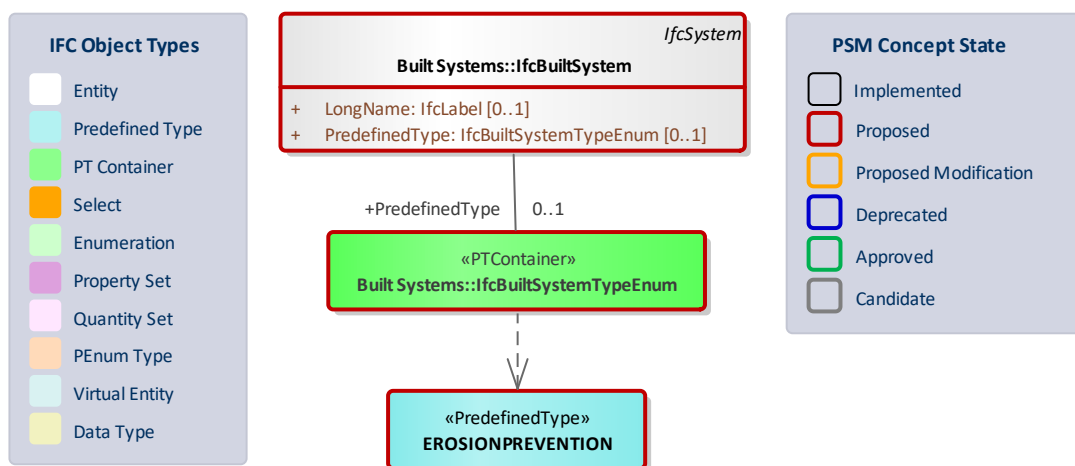 IFC Object Types
Entity
Predefined Type
PT Container
Select
Enumeration
Property Set
Quantity Set
PEnum Type
Virtual Entity
Data Type
IfcSystem
Built Systems::IfcBuiltSystem
+ LongName: IfcLabel [0..1]
+ PredefinedType: IfcBuiltSystemTypeEnum [0..1]
+PredefinedType 0..1
«PTContainer»
Built Systems::IfcBuiltSystemTypeEnum
«PredefinedType»
EROSIONPREVENTION
PSM Concept State
Implemented
Proposed
Proposed Modification
Deprecated
Approved
Candidate